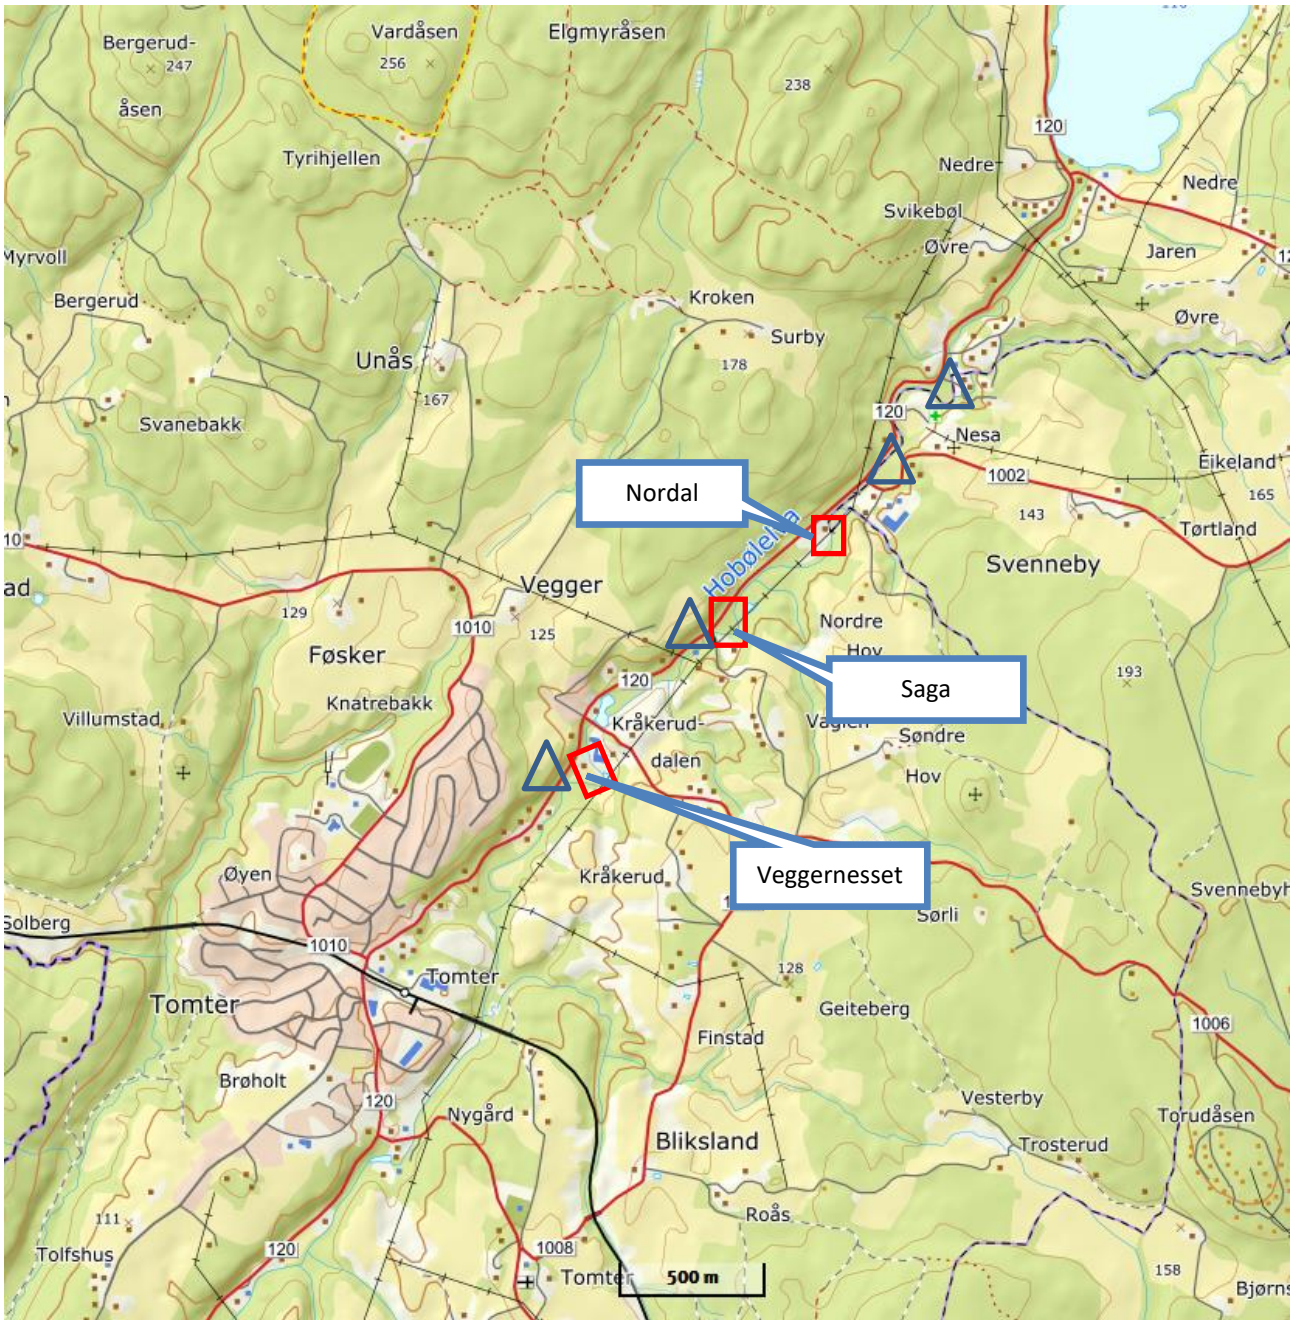 Bergerud-
247
åsen
Vardåsen
256
Elgmyråsen
238
Tyrihjellen
120
Nedre
Nedre
Svikebøl
Øvre
Jaren
Myrvoll
Bergerud
Kroken
Surby
178
Øvre
Unås
167
Svanebakk
120
Nesa
1002
Eikeland
165
143
Tørtland
Nordal
Hobølelva
Svenneby
10
ad
Vegger
129
1010
125
Føsker
Nordre
Hov
193
Saga
120
Knatrebakk
Villumstad
Kråkerud-
dalen
Søndre
Hov
Øyen
Kråkerud
Veggernesset
Sørli
Svennebyh
Solberg
1010
Tomter
Tomter
128
Geiteberg
Finstad
1006
Brøholt
120
Nygård
Bliksland
Vesterby
Trosterud
Torudåsen
111
Tolfshus
120
1008
Tomter
500 m
Roås
158
Bjørns